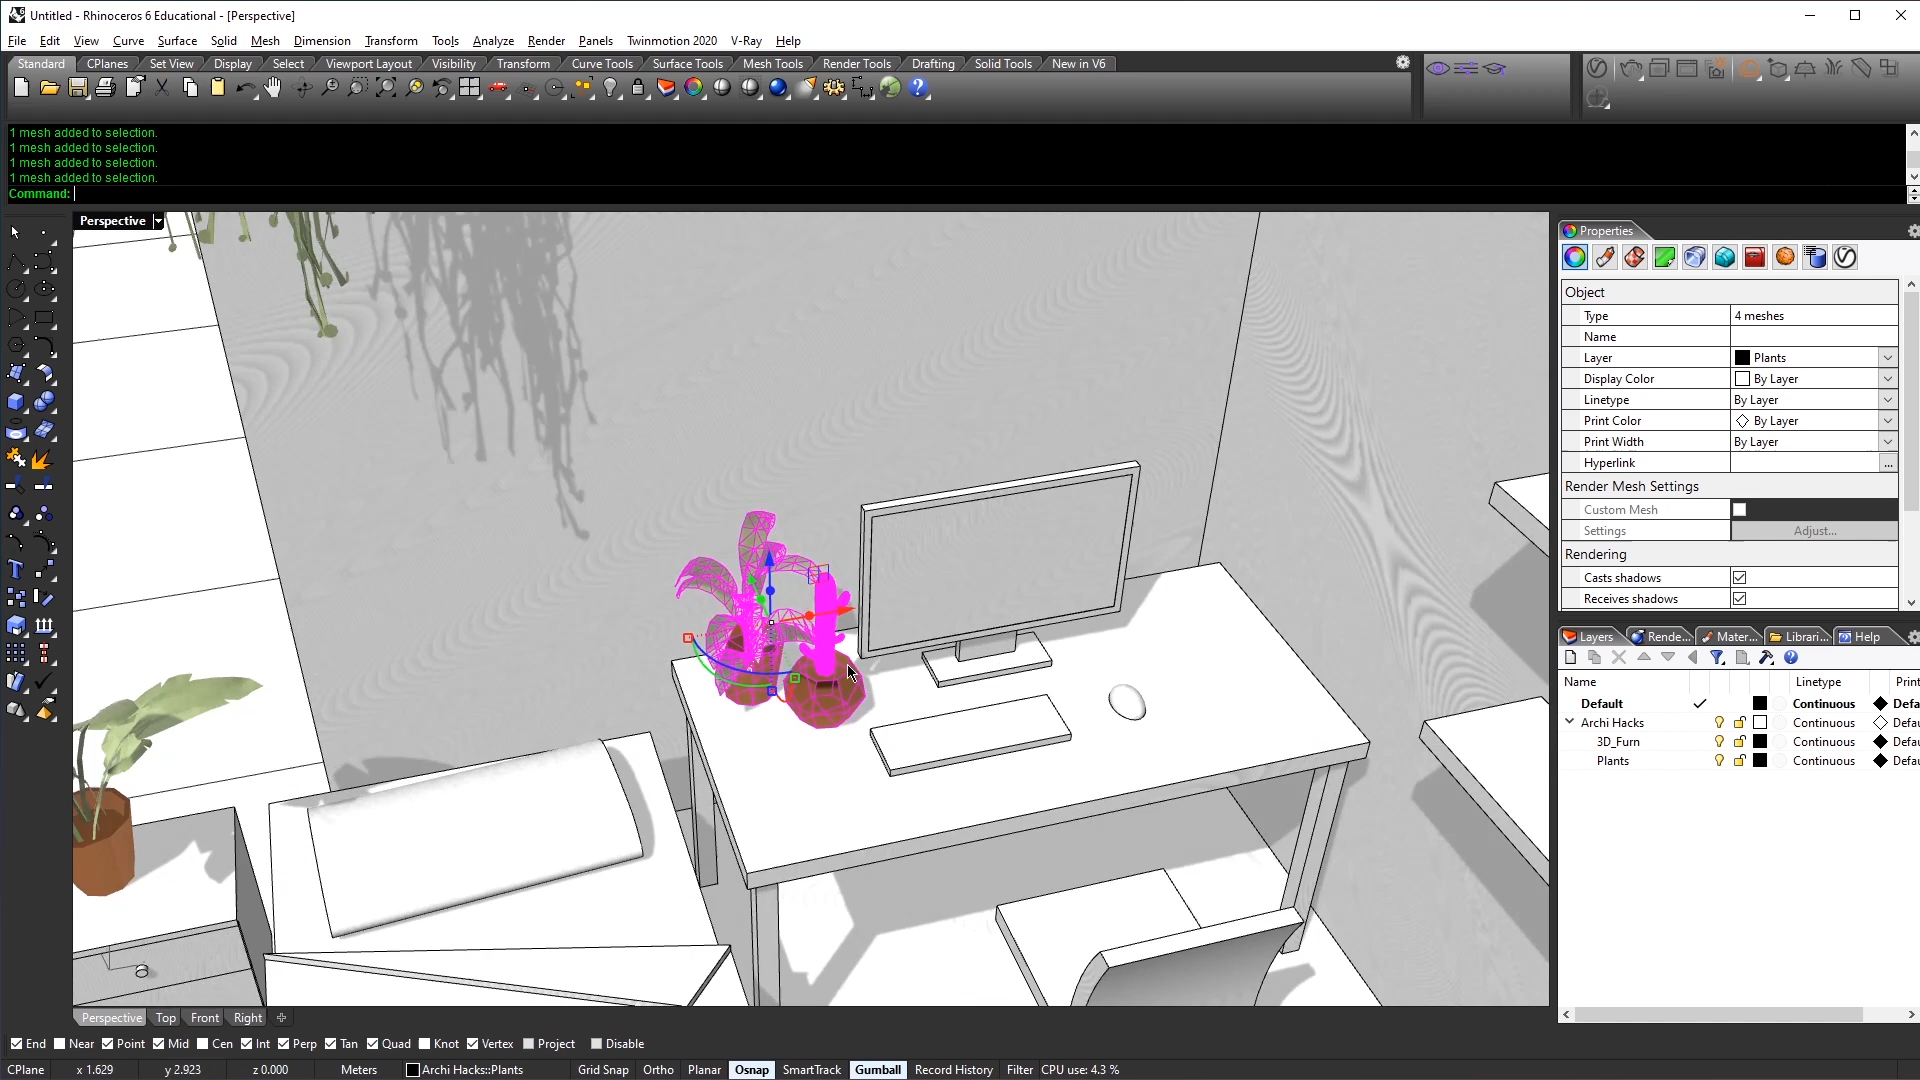 Untitled - Rhinoceros 6 Educational - [Perspective]
File Edit View Curve Surface Solid Mesh Dimension Transform Tools Analyze Render Panels Twinmotion 2020 V-Ray Help
Standard CPlanes Set View Display Select Viewport Layout Visibility Transform Curve Tools Surface Tools Mesh Tools Render Tools Drafting Solid Tools New in V6
1 mesh added to selection.
1 mesh added to selection.
1 mesh added to selection.
1 mesh added to selection.
Command:
Perspective
Properties
Object
Type 4 meshes
Name
Layer Plants
Display Color By Layer
Linetype By Layer
Print Color By Layer
Print Width By Layer
Hyperlink ...
Render Mesh Settings
Custom Mesh
Settings Adjust...
Rendering
Casts shadows
Receives shadows
Layers Rende... Mater... Librari... Help
Name Linetype Print
Default Continuous Defa
Archi Hacks Continuous Defau
3D_Furn Continuous Defau
Plants Continuous Defau
Perspective Top Front Right
End Near Point Mid Cen Int Perp Tan Quad Knot Vertex Project Disable
CPlane x 1.629 y 2.923 z 0.000 Meters Archi Hacks::Plants Grid Snap Ortho Planar Osnap SmartTrack Gumball Record History Filter CPU use: 4.3 %